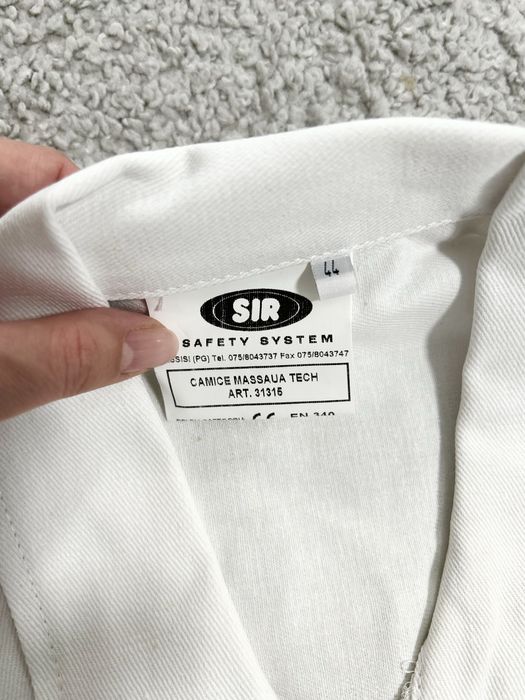 44
SIR
SAFETY SYSTEM
SSISI (PG) Tel. 075/8043737 Fax 075/8043747
CAMICE MASSAUA TECH
ART. 31315
CE EN 340